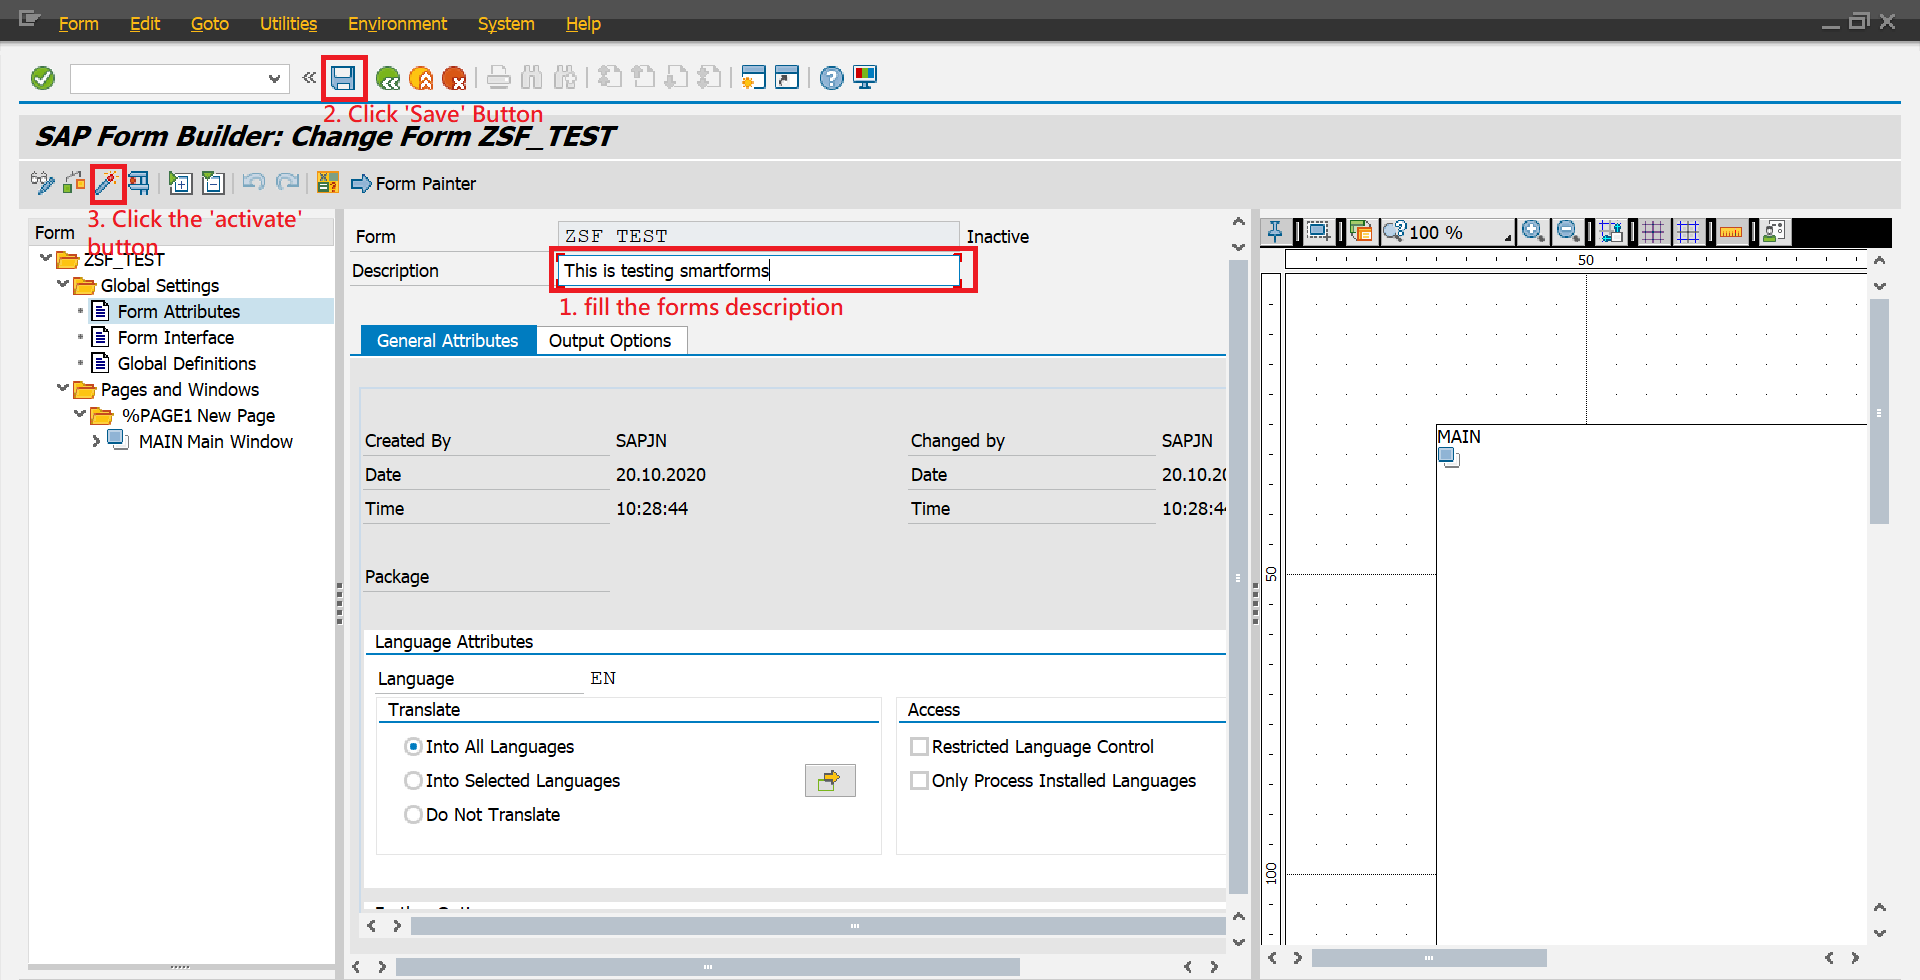 Form Edit Goto Utilities Environment System Help
2. Click 'Save' Button
SAP Form Builder: Change Form ZSF_TEST
Form Painter
3. Click the 'activate' button
Form
ZSF_TEST
Global Settings
Form Attributes
Form Interface
Global Definitions
Pages and Windows
%PAGE1 New Page
MAIN Main Window
Form ZSF TEST Inactive
Description This is testing smartforms
1. fill the forms description
General Attributes Output Options
Created By SAPJN Changed by SAPJN
Date 20.10.2020 Date 20.10.20
Time 10:28:44 Time 10:28:44
Package
Language Attributes
Language EN
Translate
Into All Languages
Into Selected Languages
Do Not Translate
Access
Restricted Language Control
Only Process Installed Languages
100 %
50
MAIN
50
100